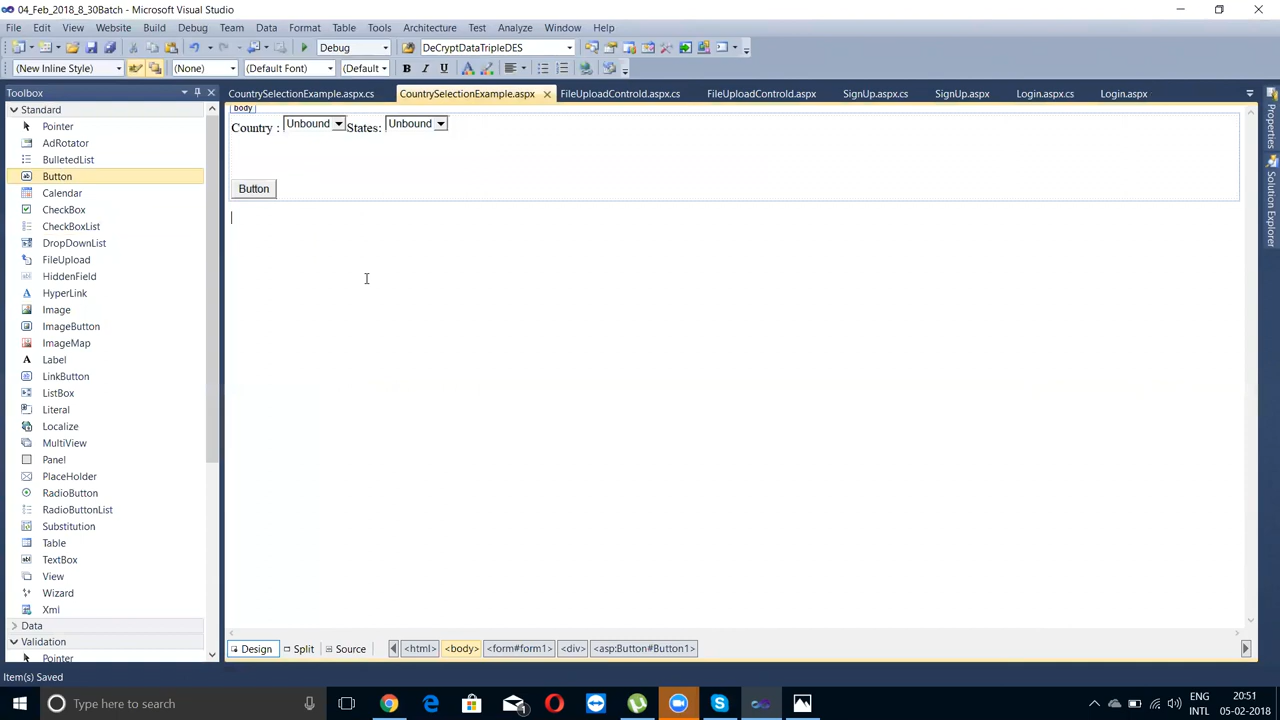 04_Feb_2018_8_30Batch - Microsoft Visual Studio
File Edit View Website Build Debug Team Data Format Table Tools Architecture Test Analyze Window Help
Debug DeCryptDataTripleDES
(New Inline Style) (None) (Default Font) (Default B I U A
Toolbox
CountrySelectionExample.aspx.cs CountrySelectionExample.aspx FileUploadControld.aspx.cs FileUploadControld.aspx SignUp.aspx.cs SignUp.aspx Login.aspx.cs Login.aspx
Standard
Pointer
AdRotator
BulletedList
Button
Calendar
CheckBox
CheckBoxList
DropDownList
FileUpload
HiddenField
HyperLink
Image
ImageButton
ImageMap
Label
LinkButton
ListBox
Literal
Localize
MultiView
Panel
PlaceHolder
RadioButton
RadioButtonList
Substitution
Table
TextBox
View
Wizard
Xml
Data
Validation
Pointer
body
Country : Unbound States: Unbound
Button
Properties
Solution Explorer
Design Split Source <html> <body> <form#form1> <div> <asp:Button#Button1>
Item(s) Saved
Type here to search
1
ENG
INTL
20:51
05-02-2018